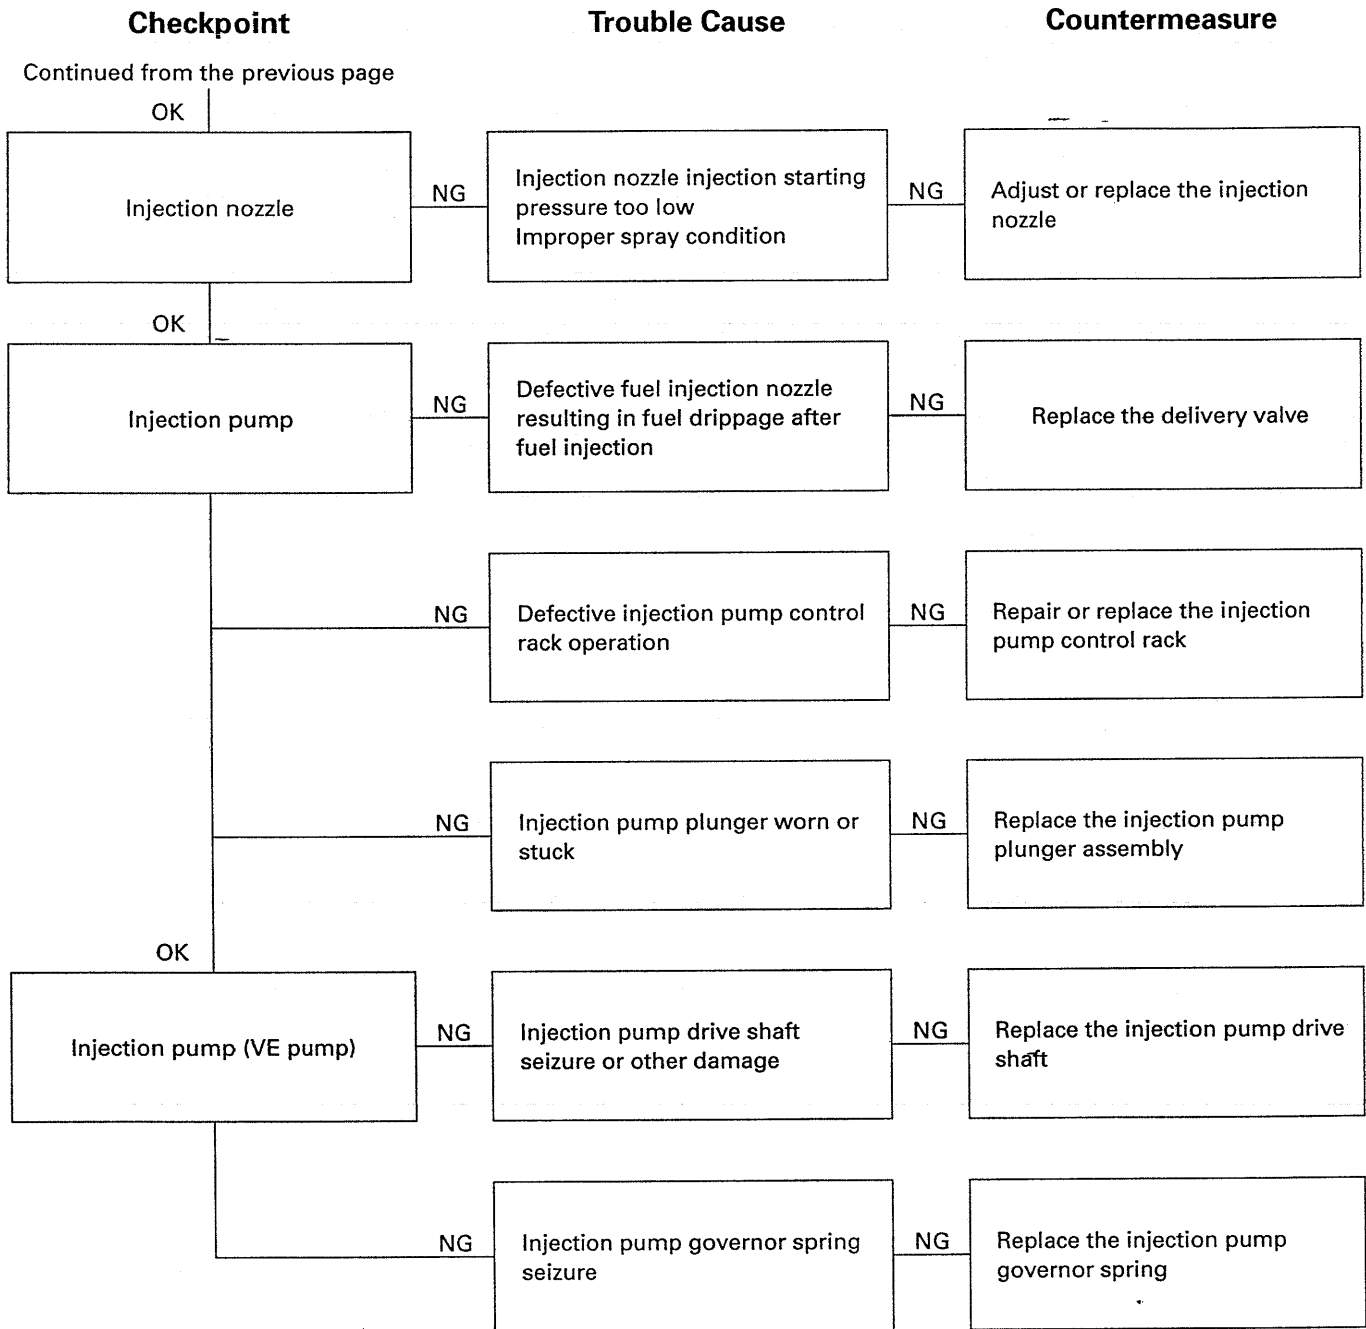 Checkpoint
Trouble Cause
Countermeasure
Continued from the previous page
OK
Injection nozzle
NG
Injection nozzle injection starting
pressure too low
Improper spray condition
NG
Adjust or replace the injection
nozzle
OK
Injection pump
NG
Defective fuel injection nozzle
resulting in fuel drippage after
fuel injection
NG
Replace the delivery valve
NG
Defective injection pump control
rack operation
NG
Repair or replace the injection
pump control rack
NG
Injection pump plunger worn or
stuck
NG
Replace the injection pump
plunger assembly
OK
Injection pump (VE pump)
NG
Injection pump drive shaft
seizure or other damage
NG
Replace the injection pump drive
shaft
NG
Injection pump governor spring
seizure
NG
Replace the injection pump
governor spring